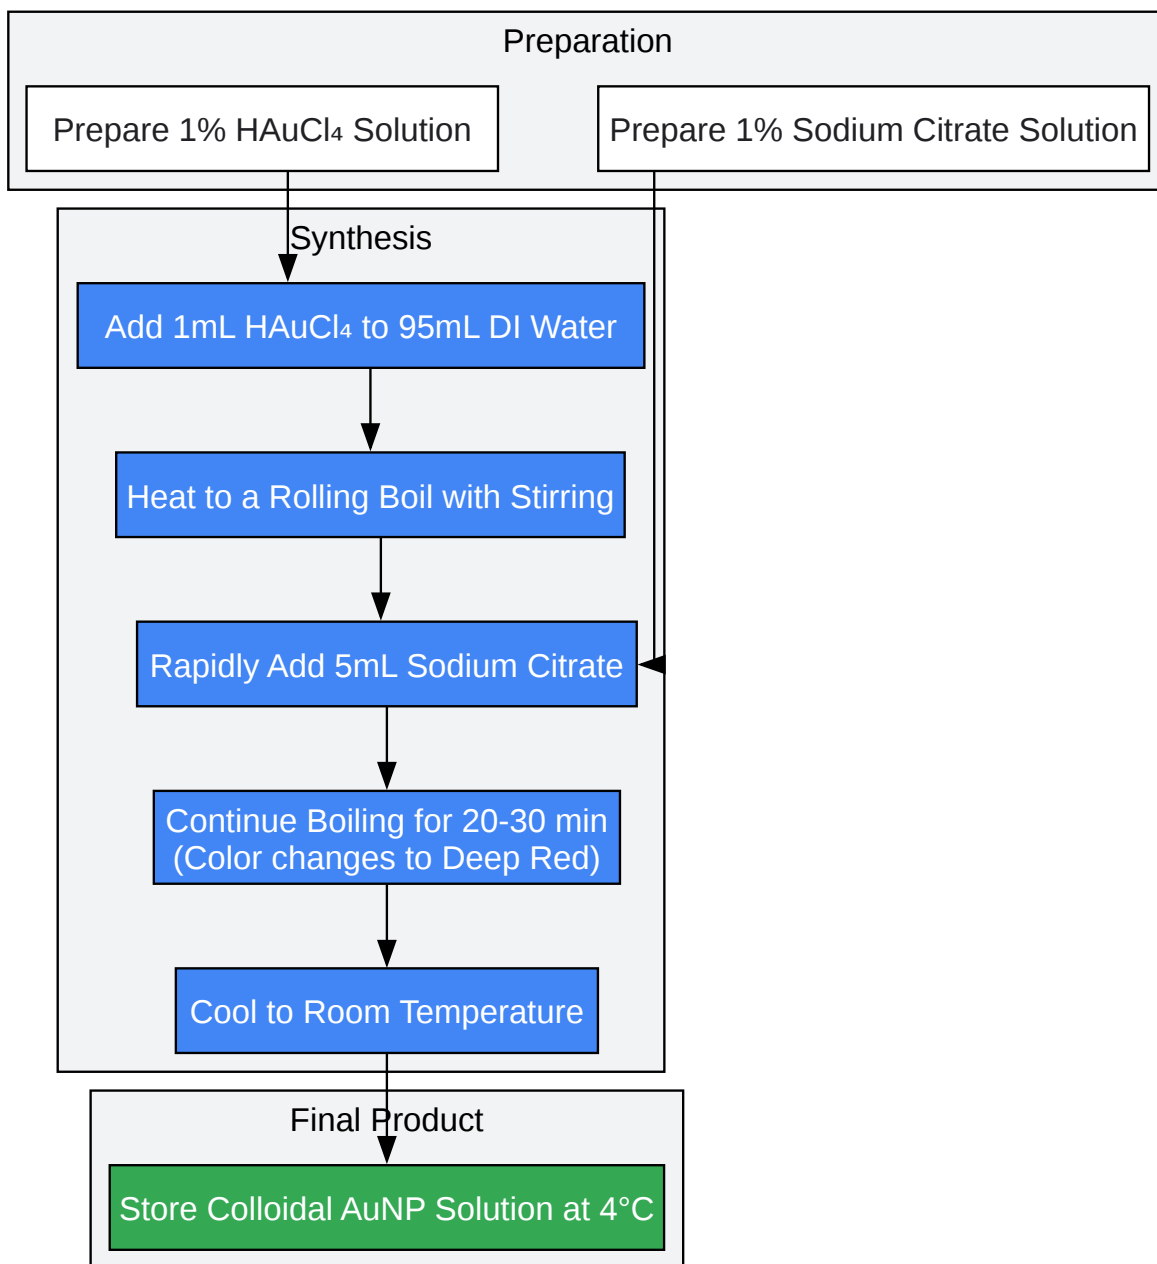 Preparation
Prepare 1% HAuCl₄ Solution
Prepare 1% Sodium Citrate Solution
Synthesis
Add 1mL HAuCl₄ to 95mL DI Water
Heat to a Rolling Boil with Stirring
Rapidly Add 5mL Sodium Citrate
Continue Boiling for 20-30 min
(Color changes to Deep Red)
Cool to Room Temperature
Final Product
Store Colloidal AuNP Solution at 4°C